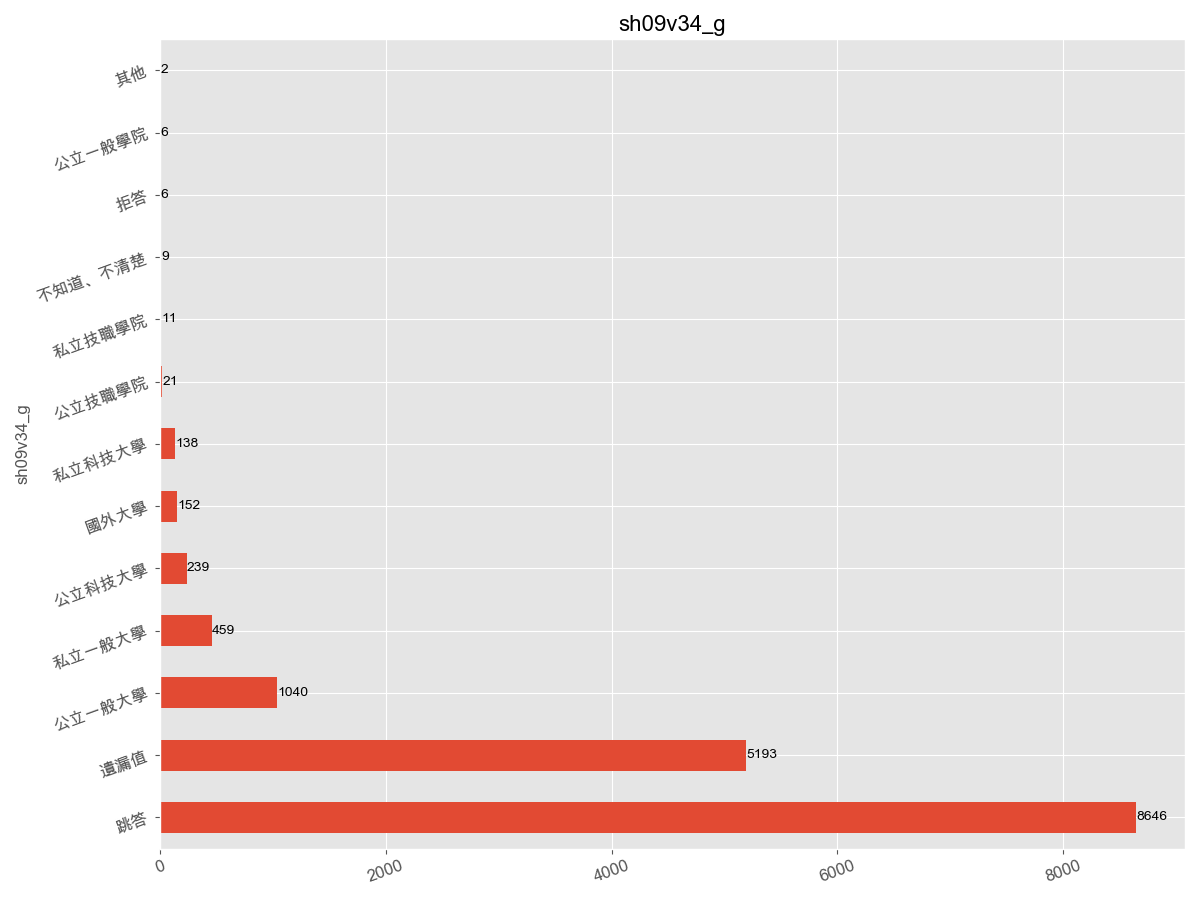 sh09v34_g
其他 2
公立一般學院 6
拒答 6
不知道、不清楚 9
私立技職學院 11
公立技職學院 21
私立科技大學 138
國外大學 152
公立科技大學 239
私立一般大學 459
公立一般大學 1040
遺漏值 5193
跳答 8646
sh09v34_g
0 2000 4000 6000 8000